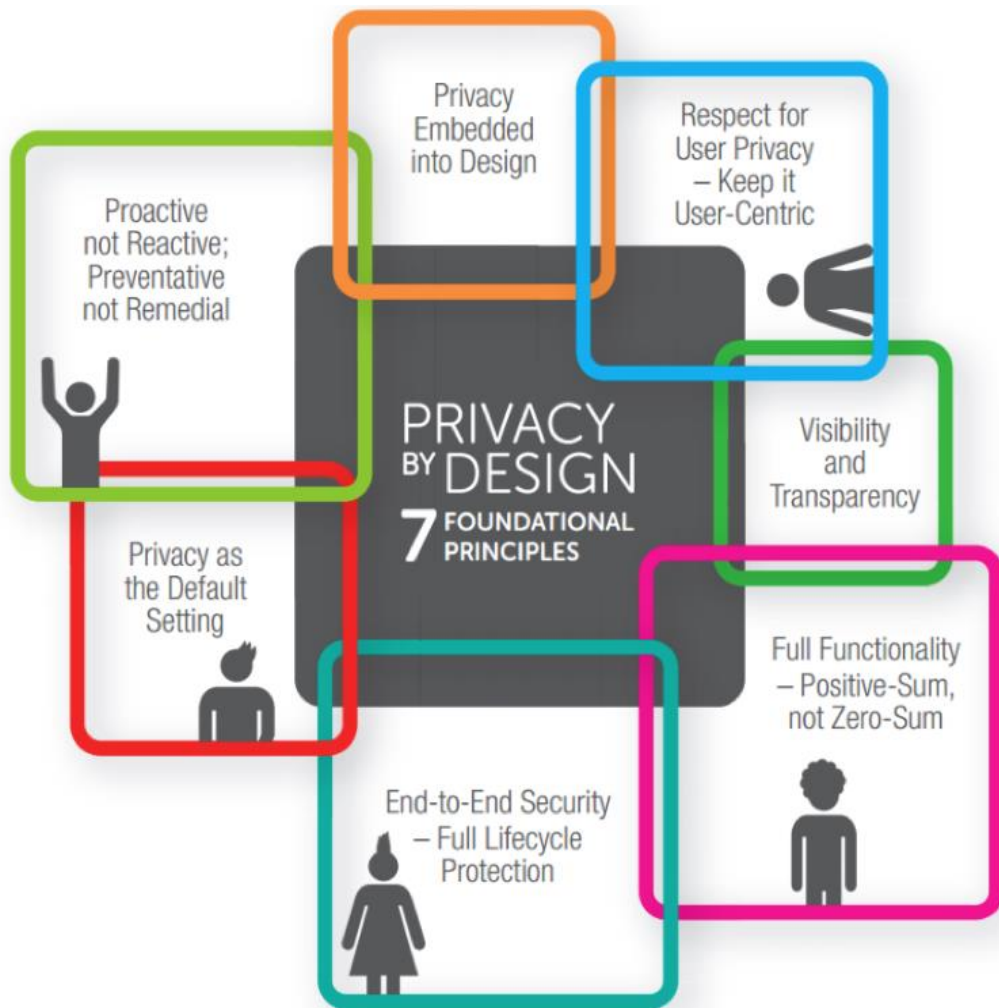 Privacy
Embedded
into Design
Respect for
User Privacy
– Keep it
User-Centric
Proactive
not Reactive;
Preventative
not Remedial
PRIVACY
BY DESIGN
7 FOUNDATIONAL
PRINCIPLES
Visibility
and
Transparency
Privacy as
the Default
Setting
Full Functionality
– Positive-Sum,
not Zero-Sum
End-to-End Security
– Full Lifecycle
Protection